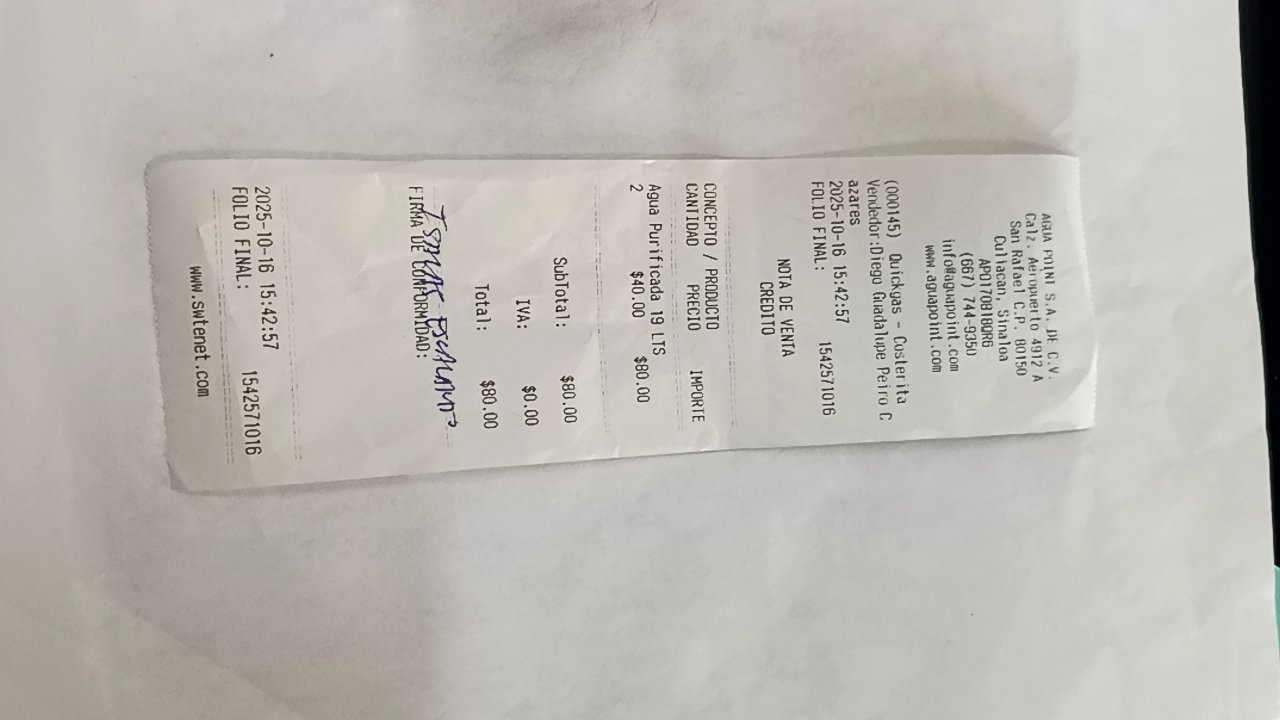 AGUA POINT S.A. DE C.V.
Calz. Aeropuerto 4912 A
San Rafael C.P. 80150
Culiacan, Sinaloa
APO170818QR6
(667) 744-9350
info@aguapoint.com
www.aguapoint.com
(000145) Quickgas - Costerita
Vendedor:Diego Guadalupe Peiro C
azares
2025-10-16 15:42:57
FOLIO FINAL: 1542571016
NOTA DE VENTA
CREDITO
CONCEPTO / PRODUCTO
CANTIDAD PRECIO IMPORTE
Agua Purificada 19 LTS
2 $40.00 $80.00
SubTotal: $80.00
IVA: $0.00
Total: $80.00
FIRMA DE CONFORMIDAD:
2025-10-16 15:42:57
FOLIO FINAL: 1542571016
www.swtenet.com